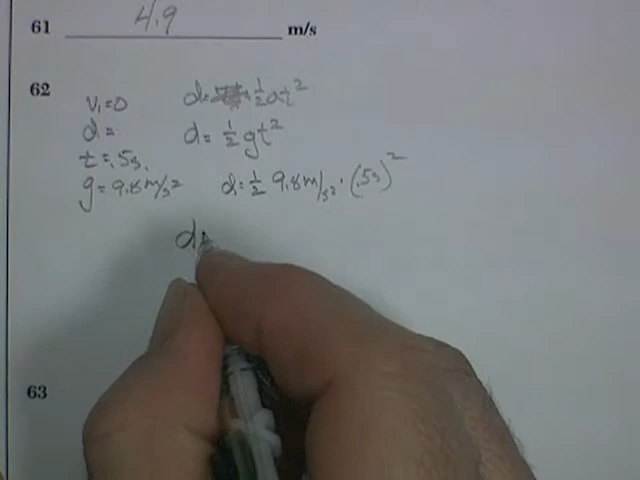 61 4.9 m/s
62
v₁=0 d= ½at²
d= d= ½gt²
t=.5s.
g=9.8m/s² d= ½ 9.8m/s² · (.5s)²
d=
63